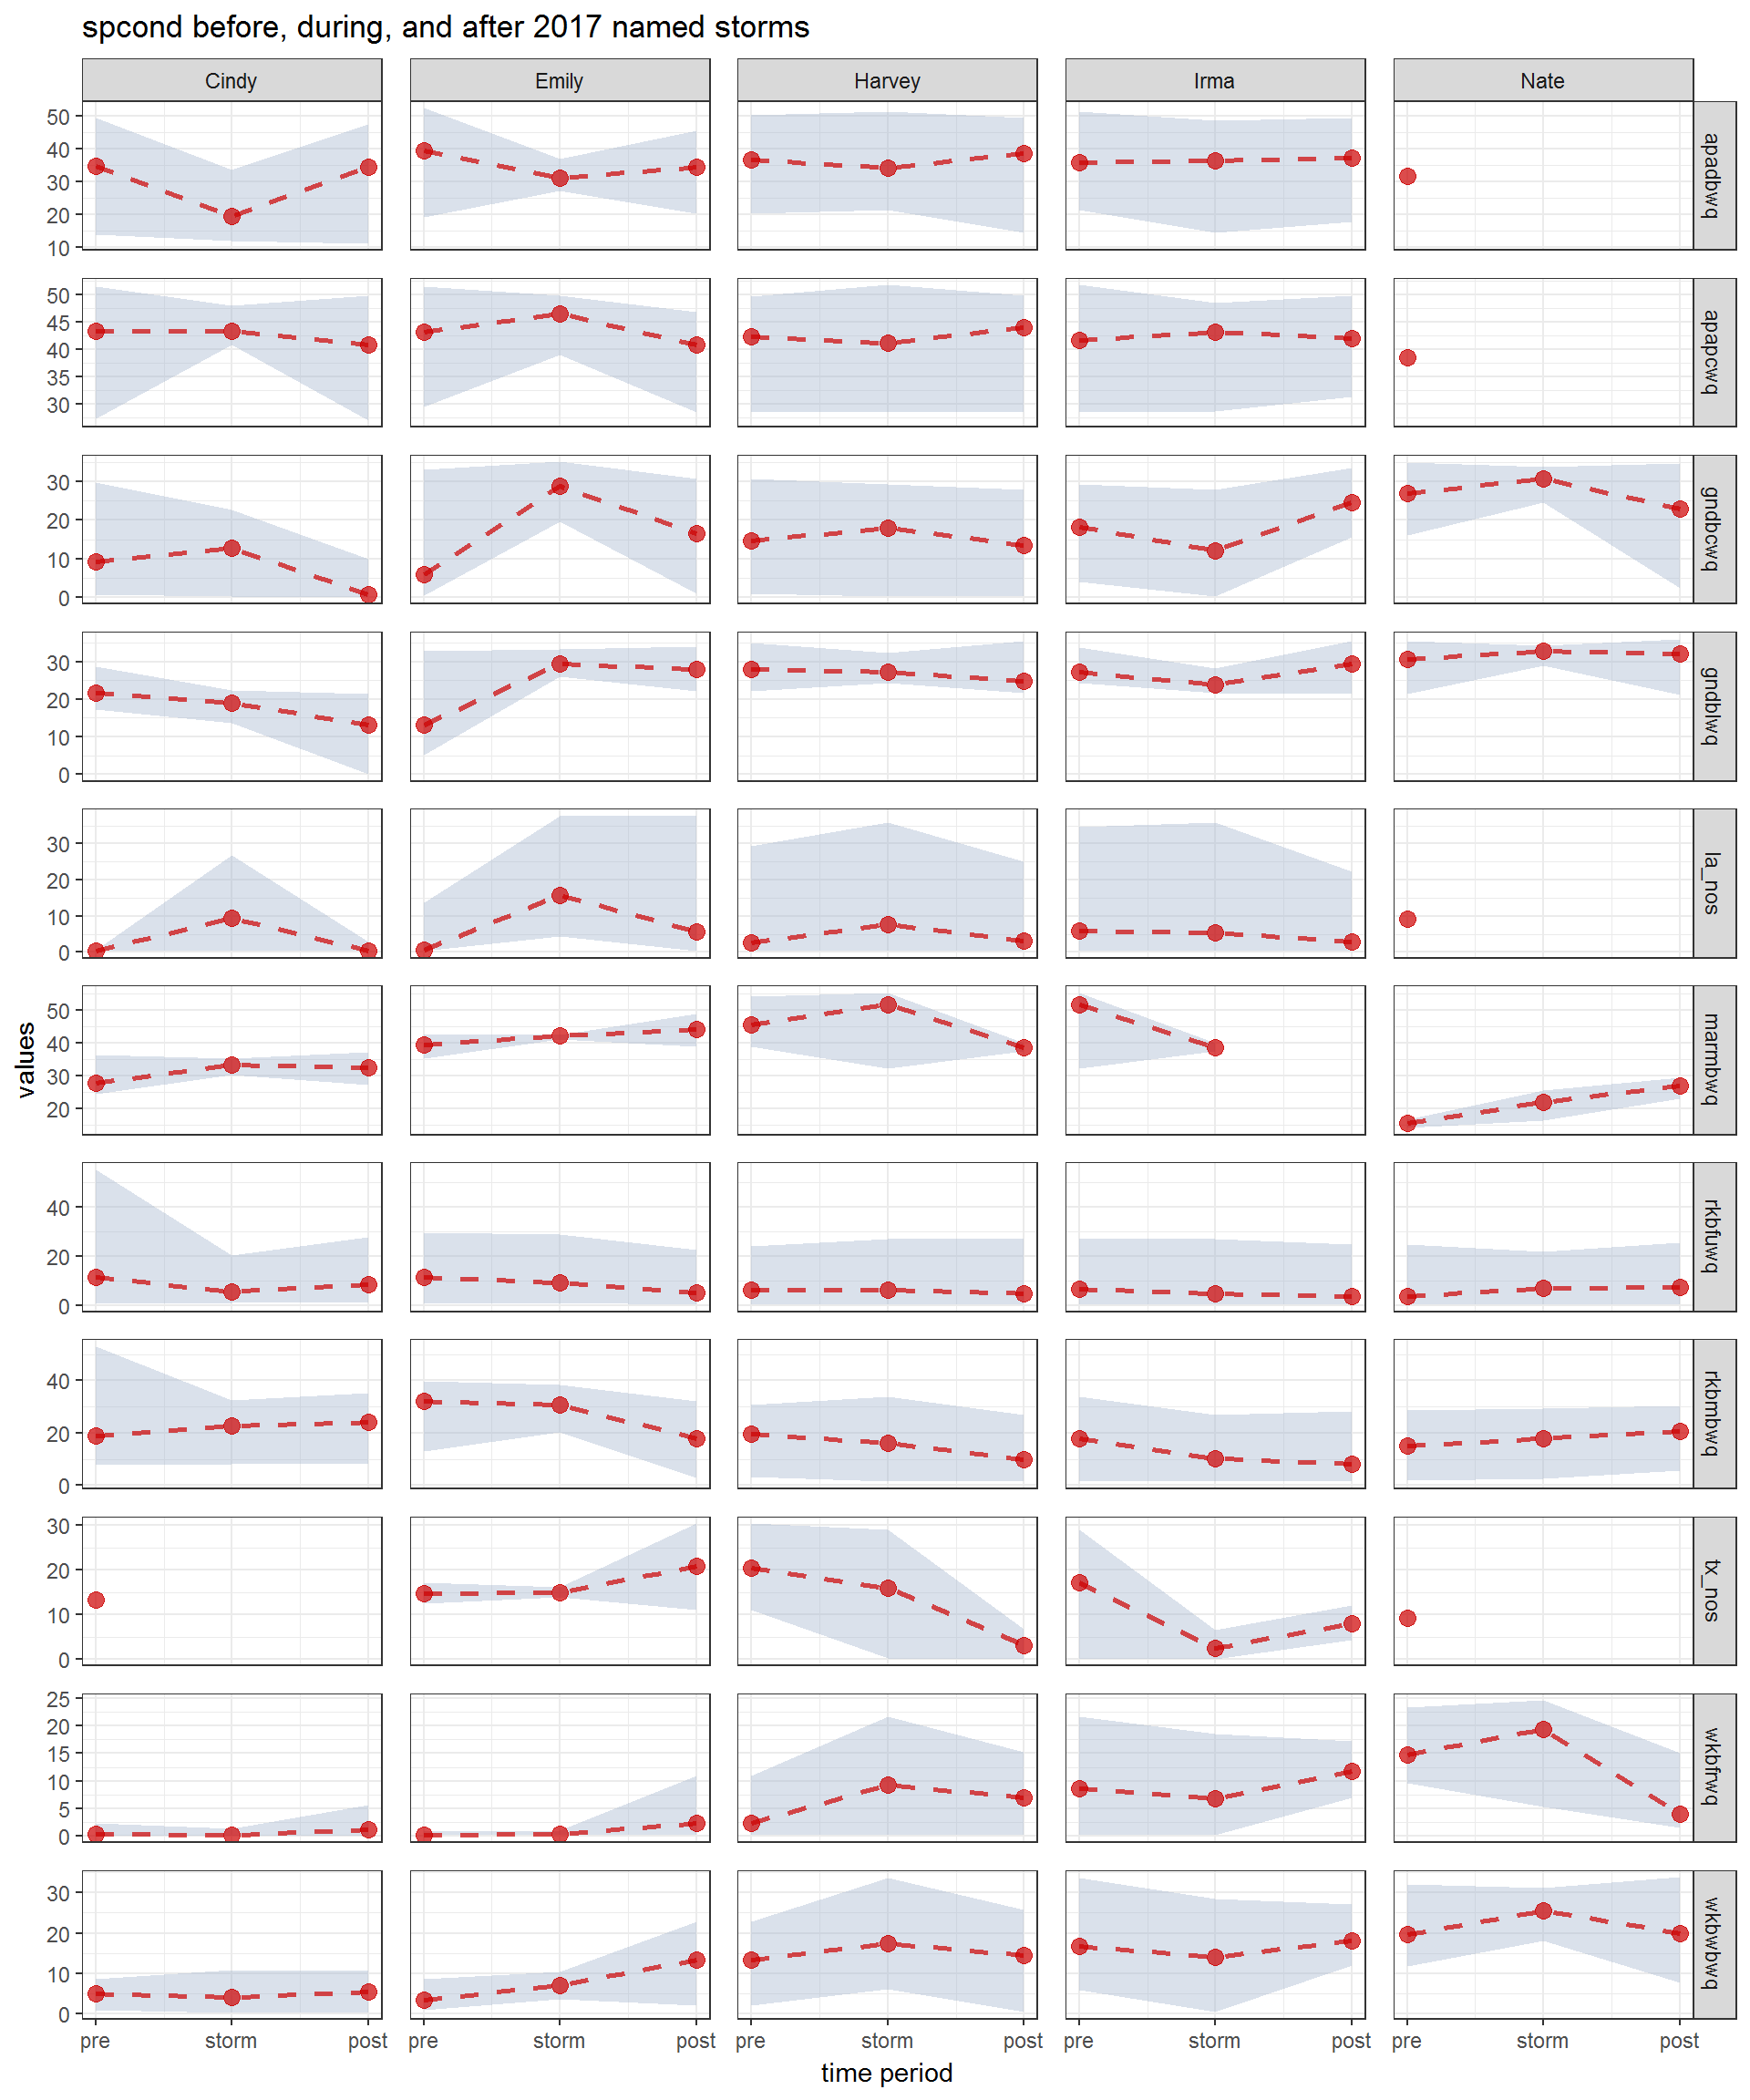 spcond before, during, and after 2017 named storms
Cindy Emily Harvey Irma Nate
50
40
30
20
10
apadbwq
50
45
40
35
30
apapcwq
30
20
10
0
gndbcwq
30
20
10
0
gndblwq
30
20
10
0
la_nos
values
50
40
30
20
marmbwq
40
20
0
rkbfuwq
40
20
0
rkbmbwq
30
20
10
0
tx_nos
25
20
15
10
5
0
wkbfrwq
30
20
10
0
wkbwbwq
pre storm post pre storm post pre storm post pre storm post pre storm post
time period